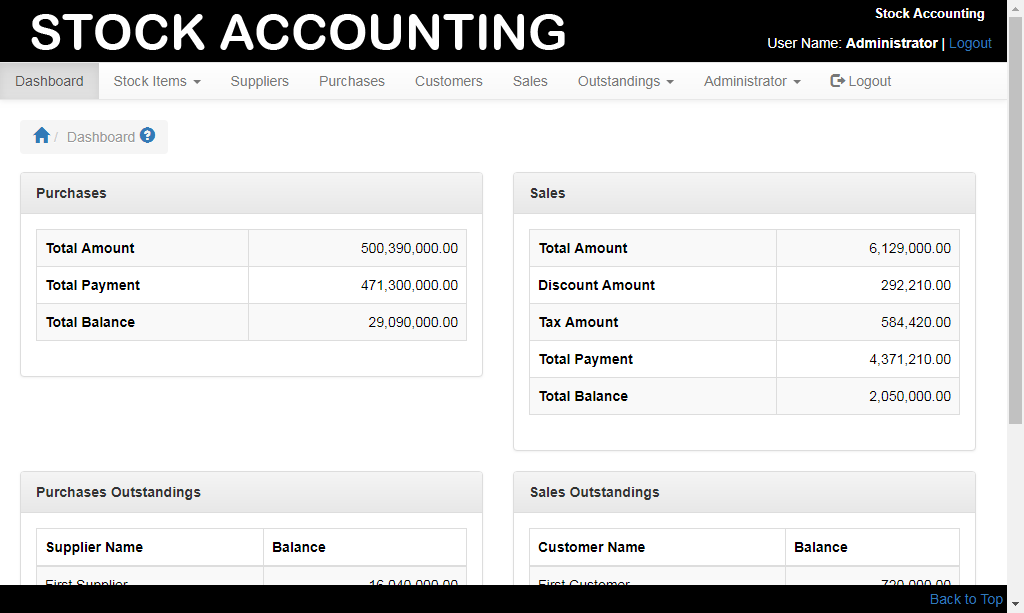 STOCK ACCOUNTING
Stock Accounting
User Name: Administrator | Logout
Dashboard Stock Items Suppliers Purchases Customers Sales Outstandings Administrator Logout
/ Dashboard ?
Purchases
Total Amount 500,390,000.00
Total Payment 471,300,000.00
Total Balance 29,090,000.00
Sales
Total Amount 6,129,000.00
Discount Amount 292,210.00
Tax Amount 584,420.00
Total Payment 4,371,210.00
Total Balance 2,050,000.00
Purchases Outstandings
Supplier Name Balance
First Supplier 16,040,000.00
Sales Outstandings
Customer Name Balance
First Customer 720,000.00
Back to Top